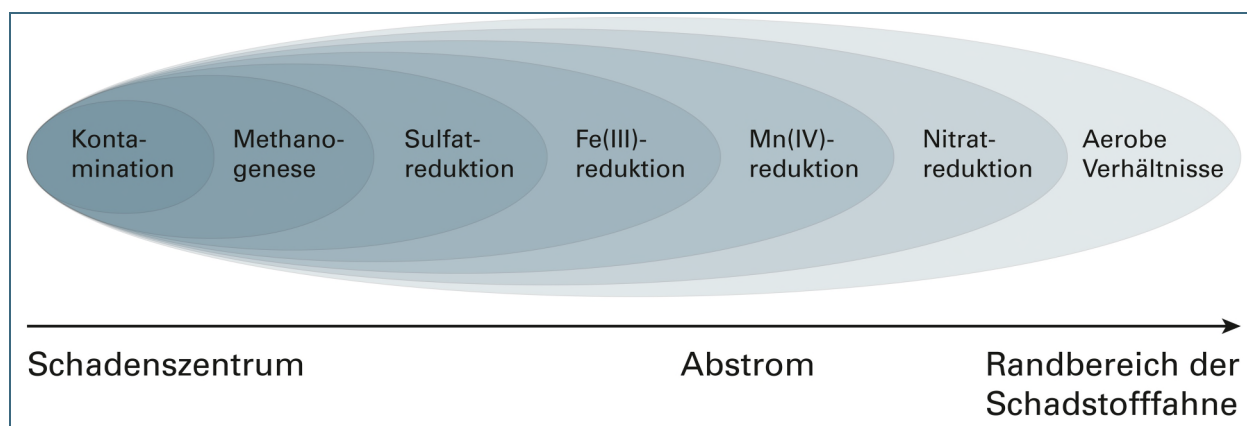 Konta-
mination
Methano-
genese
Sulfat-
reduktion
Fe(III)-
reduktion
Mn(IV)-
reduktion
Nitrat-
reduktion
Aerobe
Verhältnisse
Schadenszentrum
Abstrom
Randbereich der
Schadstofffahne